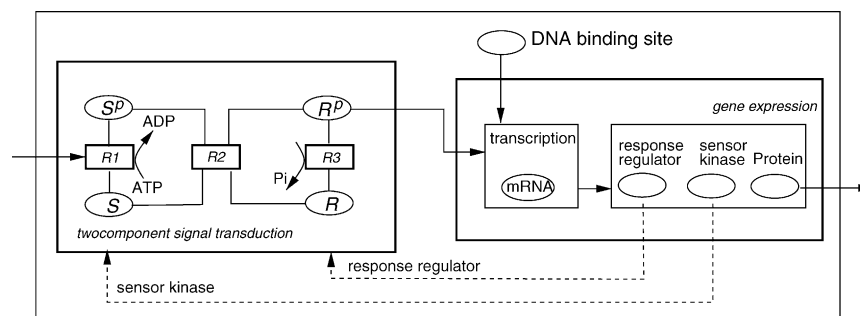 DNA binding site
S^p
R^p
gene expression
ADP
transcription
response
regulator
sensor
kinase
Protein
R1
R2
R3
Pi
ATP
mRNA
S
R
twocomponent signal transduction
response regulator
sensor kinase